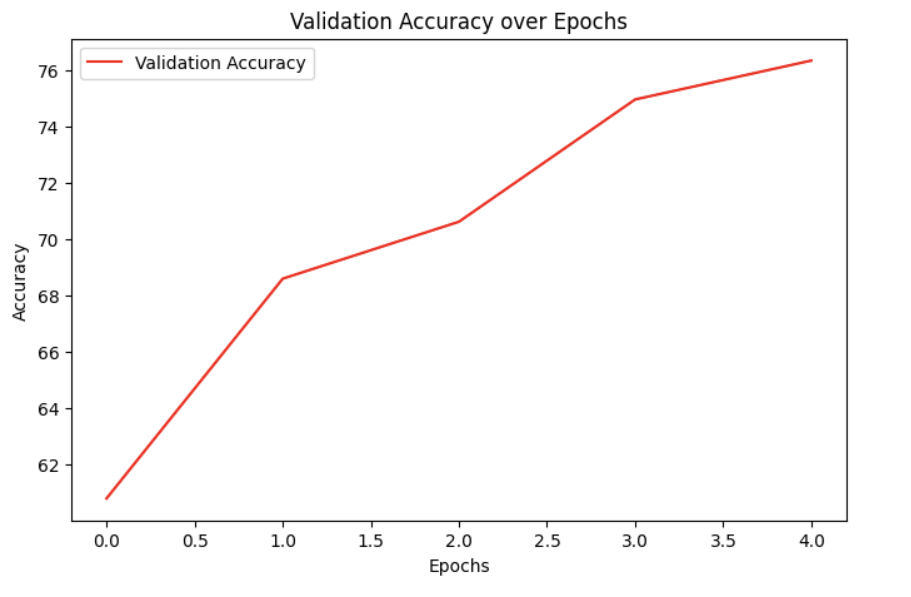 Validation Accuracy over Epochs
Validation Accuracy
76
74
72
70
68
66
64
62
Accuracy
0.0 0.5 1.0 1.5 2.0 2.5 3.0 3.5 4.0
Epochs